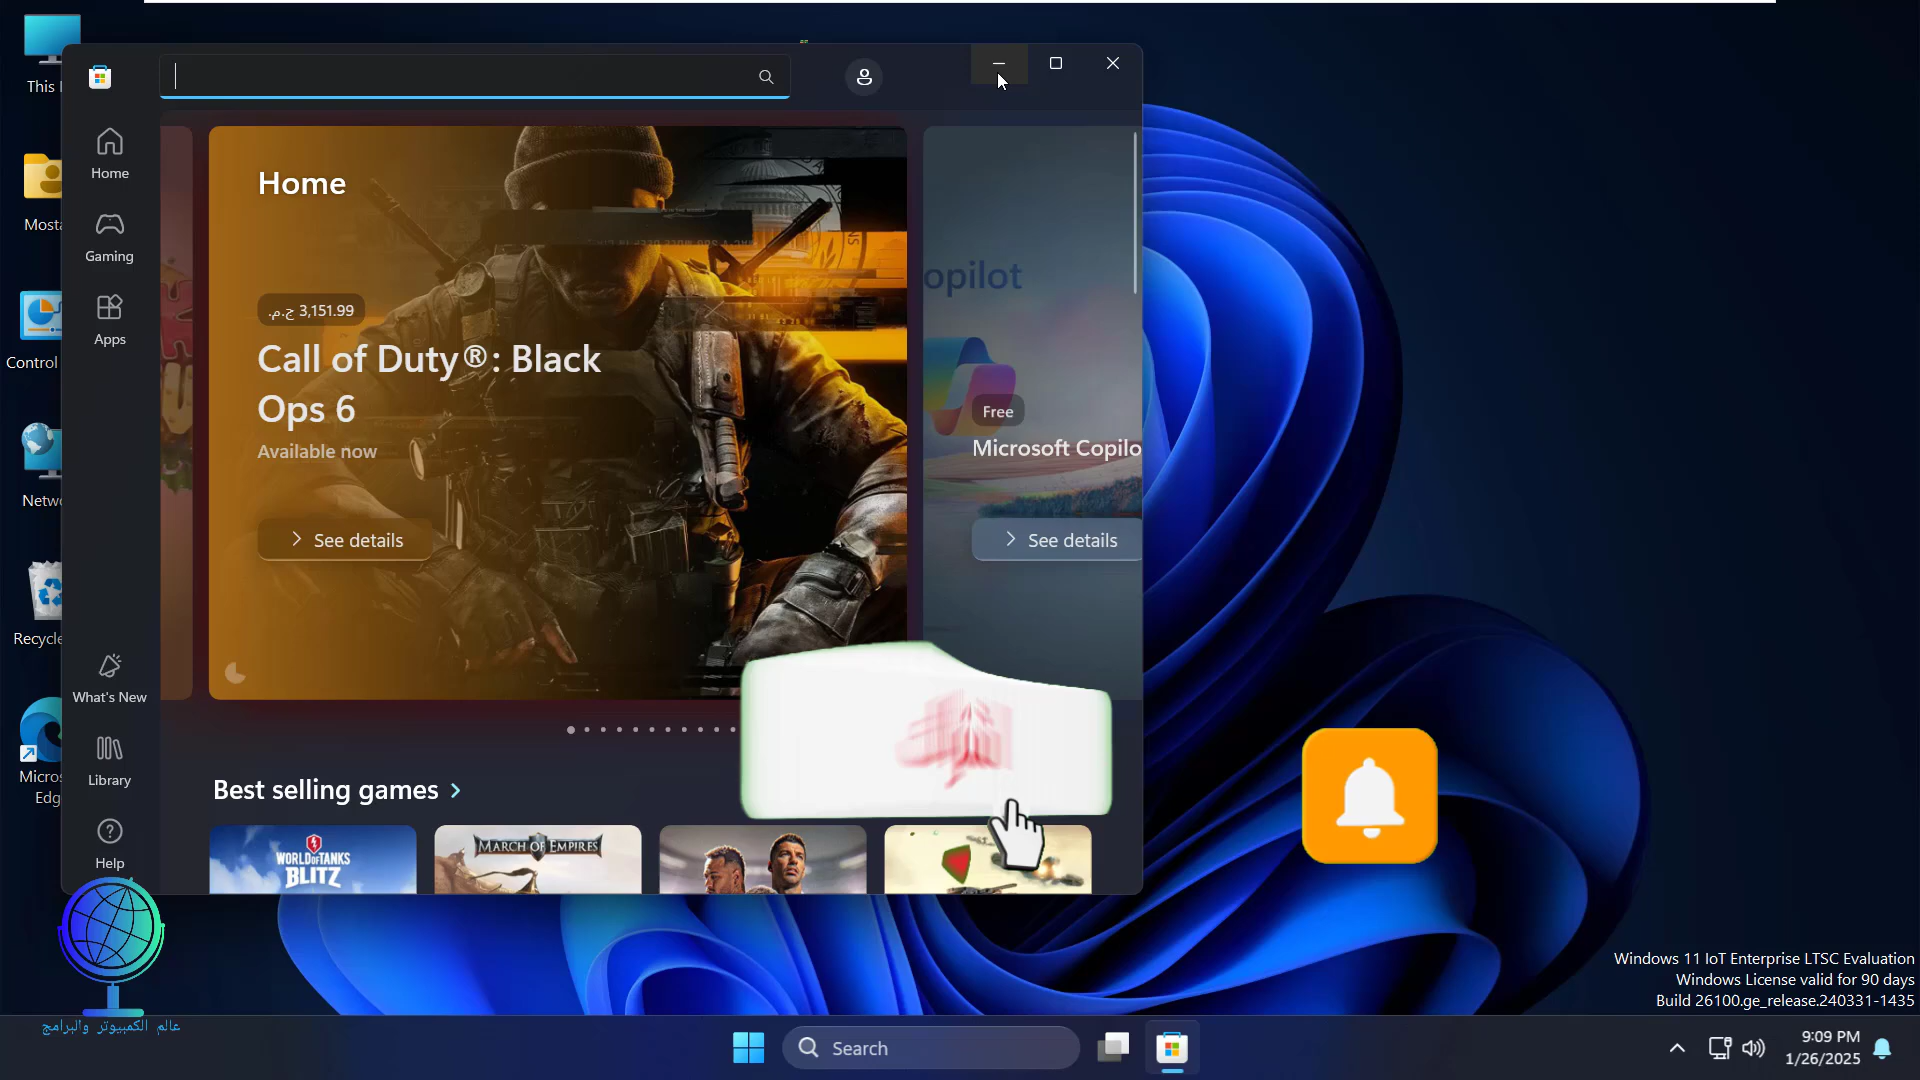 This
Home
Gaming
Apps
What's New
Library
Help
Mosta
Control
Netwo
Recycle
Micros
Edg
Home
3,151.99 ج.م.
Call of Duty®: Black
Ops 6
Available now
See details
opilot
Free
Microsoft Copilo
See details
Best selling games
WORLD OF TANKS
BLITZ
MARCH OF EMPIRES
عالم الكمبيوتر والبرامج
Windows 11 IoT Enterprise LTSC Evaluation
Windows License valid for 90 days
Build 26100.ge_release.240331-1435
Search
9:09 PM
1/26/2025